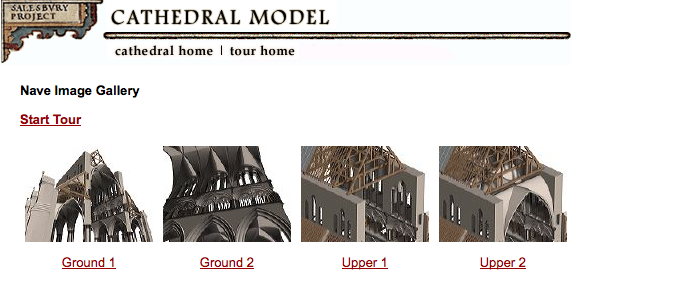 SALESBVRY
PROJECT
CATHEDRAL MODEL
cathedral home | tour home
Nave Image Gallery
Start Tour
Ground 1
Ground 2
Upper 1
Upper 2